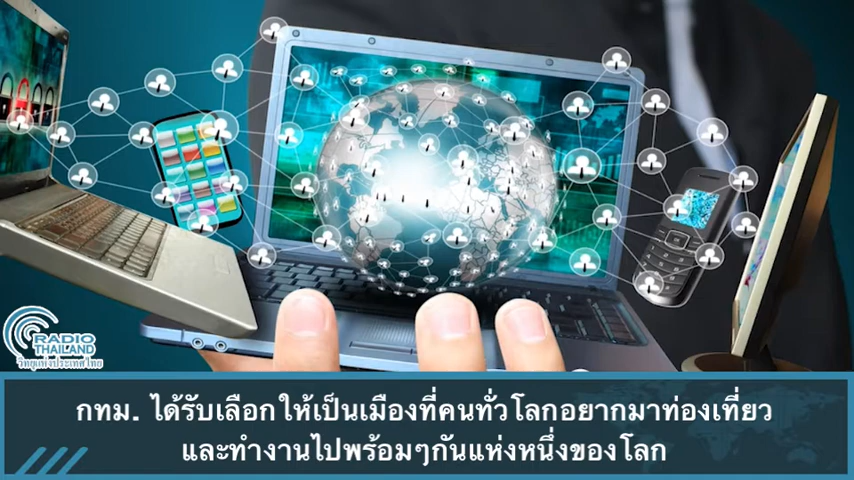 RADIO
THAILAND
วิทยุแห่งประเทศไทย
กทม. ได้รับเลือกให้เป็นเมืองที่คนทั่วโลกอยากมาท่องเที่ยว
และทำงานไปพร้อมๆกันแห่งหนึ่งของโลก